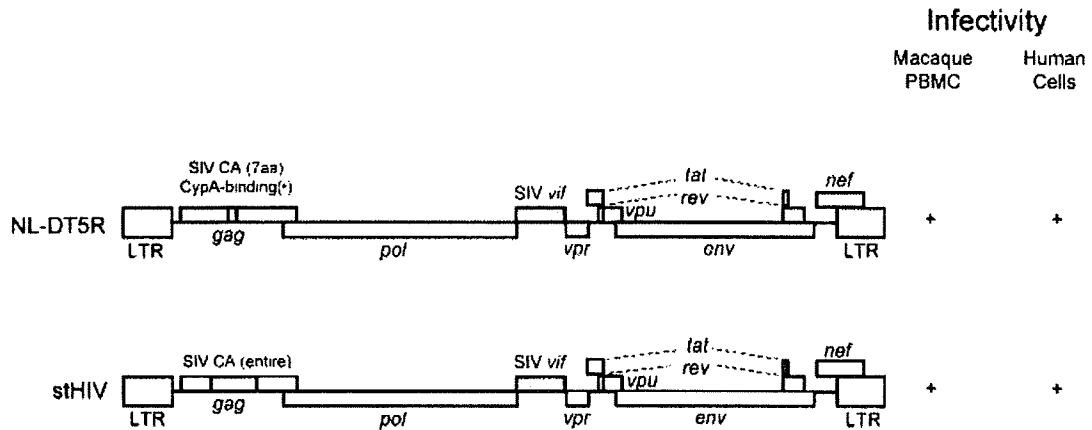 Infectivity
Macaque PBMC
Human Cells
SIV CA (7aa)
CypA-binding(+)
SIV vif
tat
rev
nef
NL-DT5R
vpu
+ +
LTR gag pol vpr env LTR
SIV CA (entire)
SIV vif
tat
rev
nef
stHIV
vpu
+ +
LTR gag pol vpr env LTR